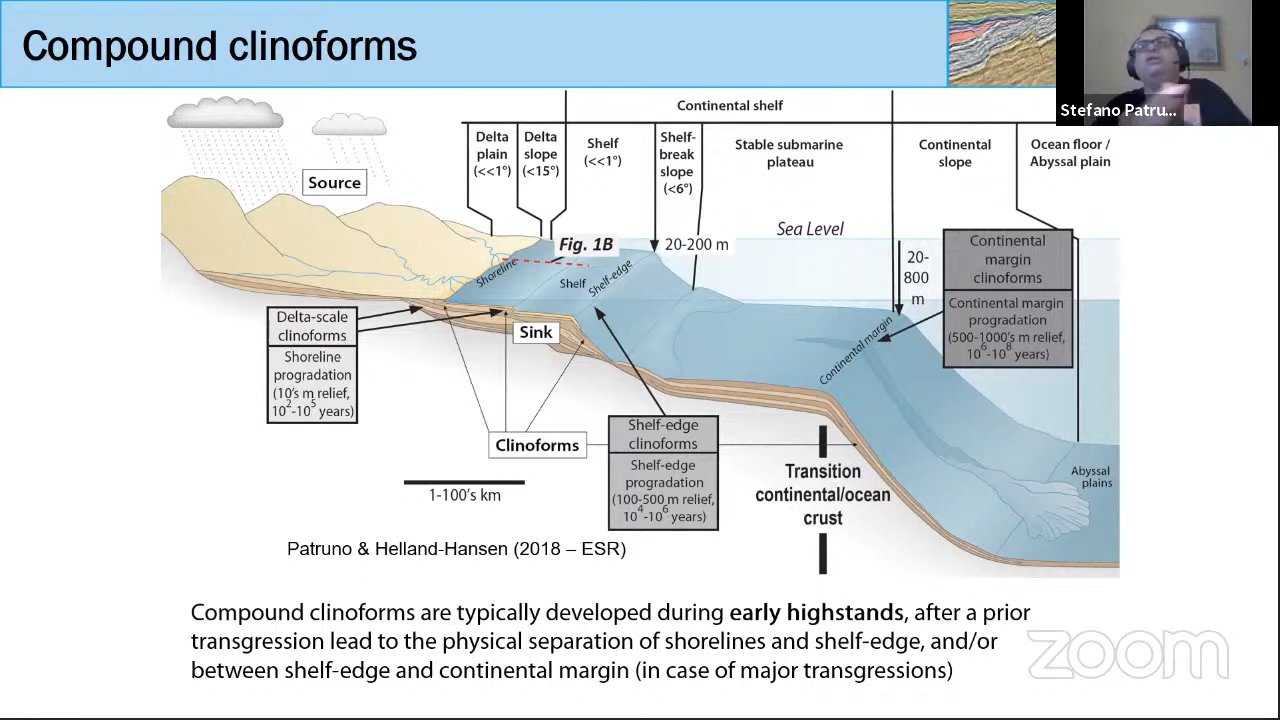 Compound clinoforms
Stefano Patru...
Continental shelf
Delta
plain
(<<1°)
Delta
slope
(<15°)
Shelf
(<<1°)
Shelf-
break
slope
(<6°)
Stable submarine
plateau
Continental
slope
Ocean floor /
Abyssal plain
Source
Sea Level
Fig. 1B
20-200 m
20-
800
m
Continental
margin
clinoforms
Continental margin
progradation
(500-1000's m relief,
10⁶-10⁸ years)
Shoreline
Shelf
Shelf-edge
Continental margin
Delta-scale
clinoforms
Shoreline
progradation
(10's m relief,
10²-10⁵ years)
Sink
Clinoforms
Shelf-edge
clinoforms
Shelf-edge
progradation
(100-500 m relief,
10⁴-10⁶ years)
Transition
continental/ocean
crust
Abyssal
plains
1-100's km
Patruno & Helland-Hansen (2018 – ESR)
Compound clinoforms are typically developed during early highstands, after a prior
transgression lead to the physical separation of shorelines and shelf-edge, and/or
between shelf-edge and continental margin (in case of major transgressions)
zoom